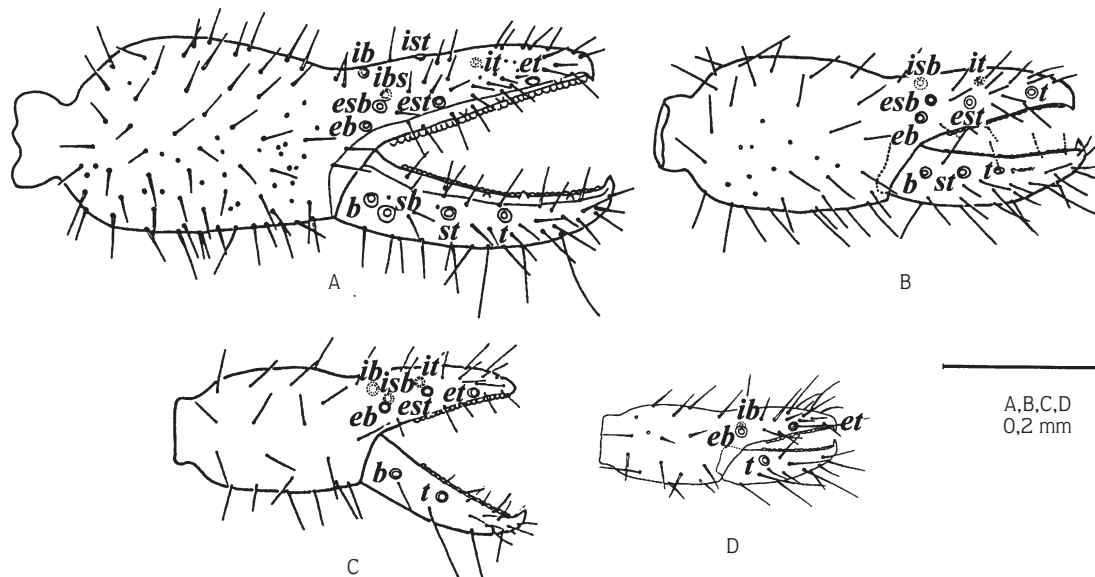 ib ist
ibs it et
esb est
eb
b sb
st t
A
isb it
esb t
eb est
b st t
B
ib it
isb
eb est et
b
t
C
ib
eb et
t
D
A,B,C,D
0,2 mm